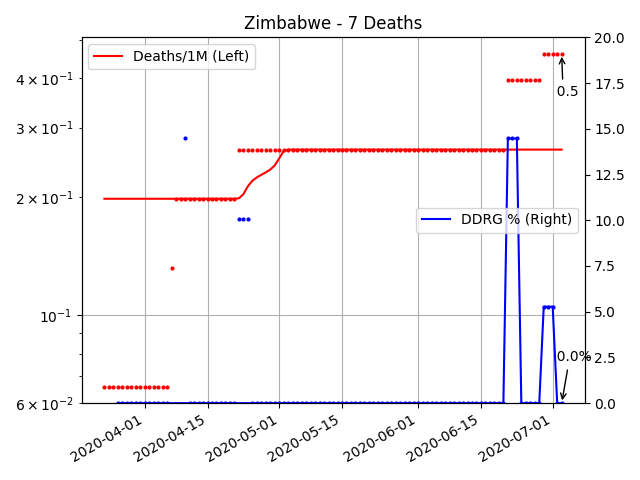 Zimbabwe - 7 Deaths
Deaths/1M (Left)
DDRG % (Right)
4 × 10⁻¹
3 × 10⁻¹
2 × 10⁻¹
10⁻¹
6 × 10⁻²
20.0
17.5
15.0
12.5
10.0
7.5
5.0
2.5
0.0
0.5
0.0%
2020-04-01
2020-04-15
2020-05-01
2020-05-15
2020-06-01
2020-06-15
2020-07-01